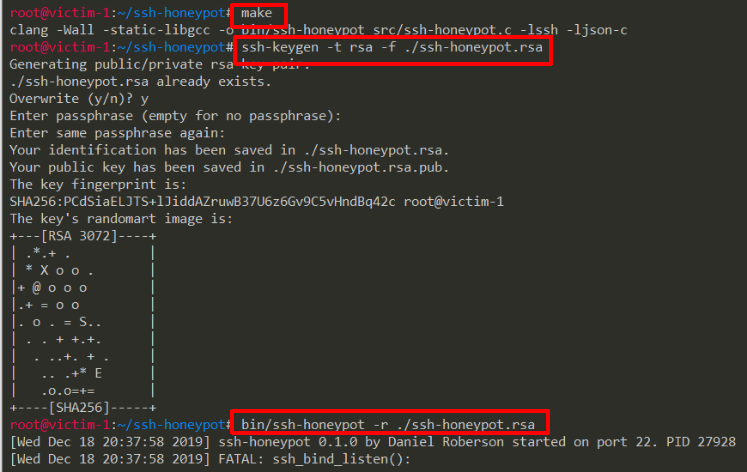 root@victim-1:~/ssh-honeypot# make
clang -Wall -static-libgcc -o bin/ssh-honeypot src/ssh-honeypot.c -lssh -ljson-c
root@victim-1:~/ssh-honeypot# ssh-keygen -t rsa -f ./ssh-honeypot.rsa
Generating public/private rsa key pair.
./ssh-honeypot.rsa already exists.
Overwrite (y/n)? y
Enter passphrase (empty for no passphrase):
Enter same passphrase again:
Your identification has been saved in ./ssh-honeypot.rsa.
Your public key has been saved in ./ssh-honeypot.rsa.pub.
The key fingerprint is:
SHA256:PCdSiaELJTS+lJiddAZruwB37U6z6Gv9C5vHndBq42c root@victim-1
The key's randomart image is:
+---[RSA 3072]----+
| .*.+ .          |
| * X o o .       |
|+ @ o o o        |
|.+ = o o         |
|. o . = S..      |
| . . + +.+.      |
|  . ..+. + .     |
|   .. .+* E      |
|   .o.o=+=       |
+----[SHA256]-----+
root@victim-1:~/ssh-honeypot# bin/ssh-honeypot -r ./ssh-honeypot.rsa
[Wed Dec 18 20:37:58 2019] ssh-honeypot 0.1.0 by Daniel Roberson started on port 22. PID 27928
[Wed Dec 18 20:37:58 2019] FATAL: ssh_bind_listen():